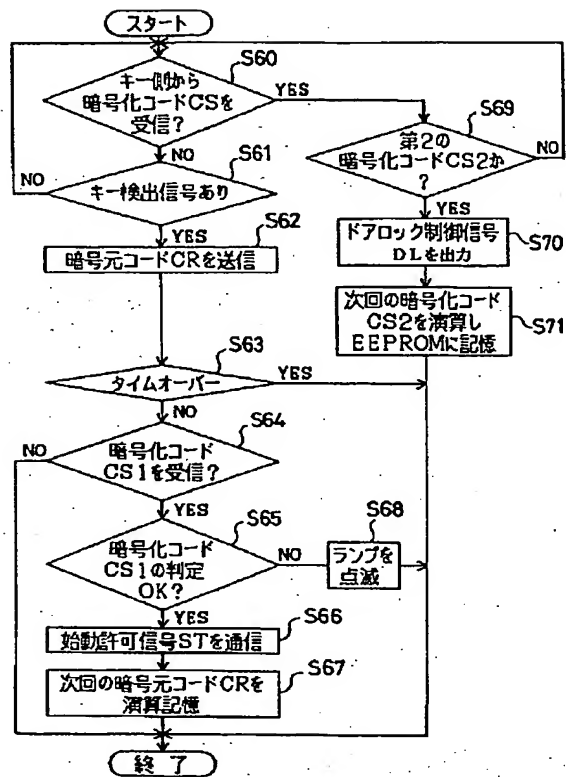 スタート
S60
キー側から
暗号化コードCSを
受信?
YES
S69
第2の
暗号化コードCS2か
?
NO
NO
S61
NO
キー検出信号あり
YES
S62
暗号元コードCRを送信
YES
ドアロック制御信号
DLを出力
S70
次回の暗号化コード
CS2を演算し
EEPROMに記憶
S71
S63
タイムオーバー
YES
NO
S64
NO
暗号化コード
CS1を受信?
YES
S65
暗号化コード
CS1の判定
OK?
NO
S68
ランプを
点滅
YES
S66
始動許可信号STを通信
S67
次回の暗号元コードCRを
演算記憶
終了